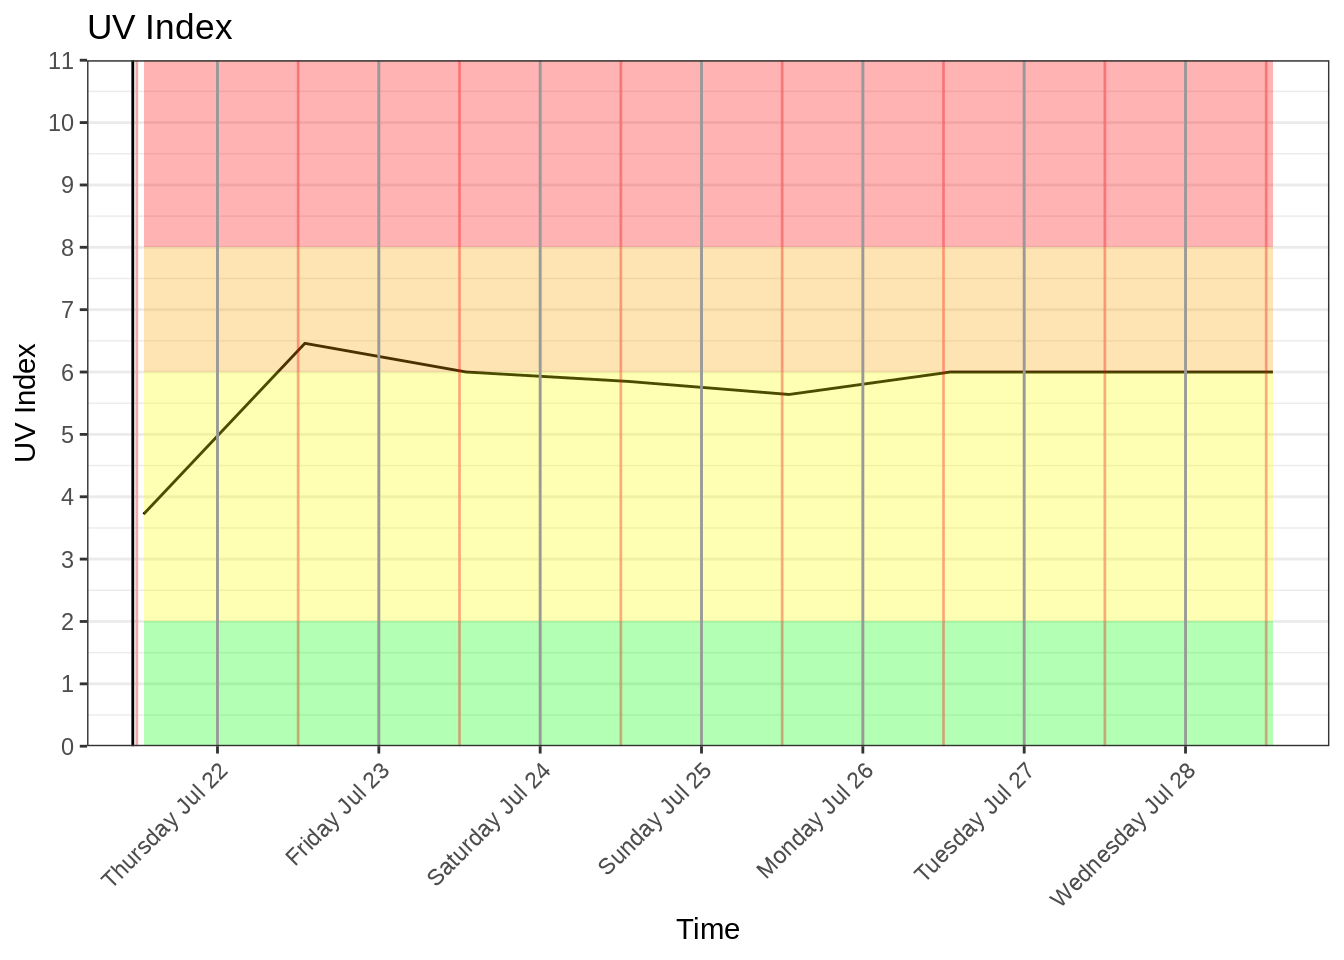 UV Index
11
10
9
8
7
6
5
4
3
2
1
0
UV Index
Thursday Jul 22
Friday Jul 23
Saturday Jul 24
Sunday Jul 25
Monday Jul 26
Tuesday Jul 27
Wednesday Jul 28
Time